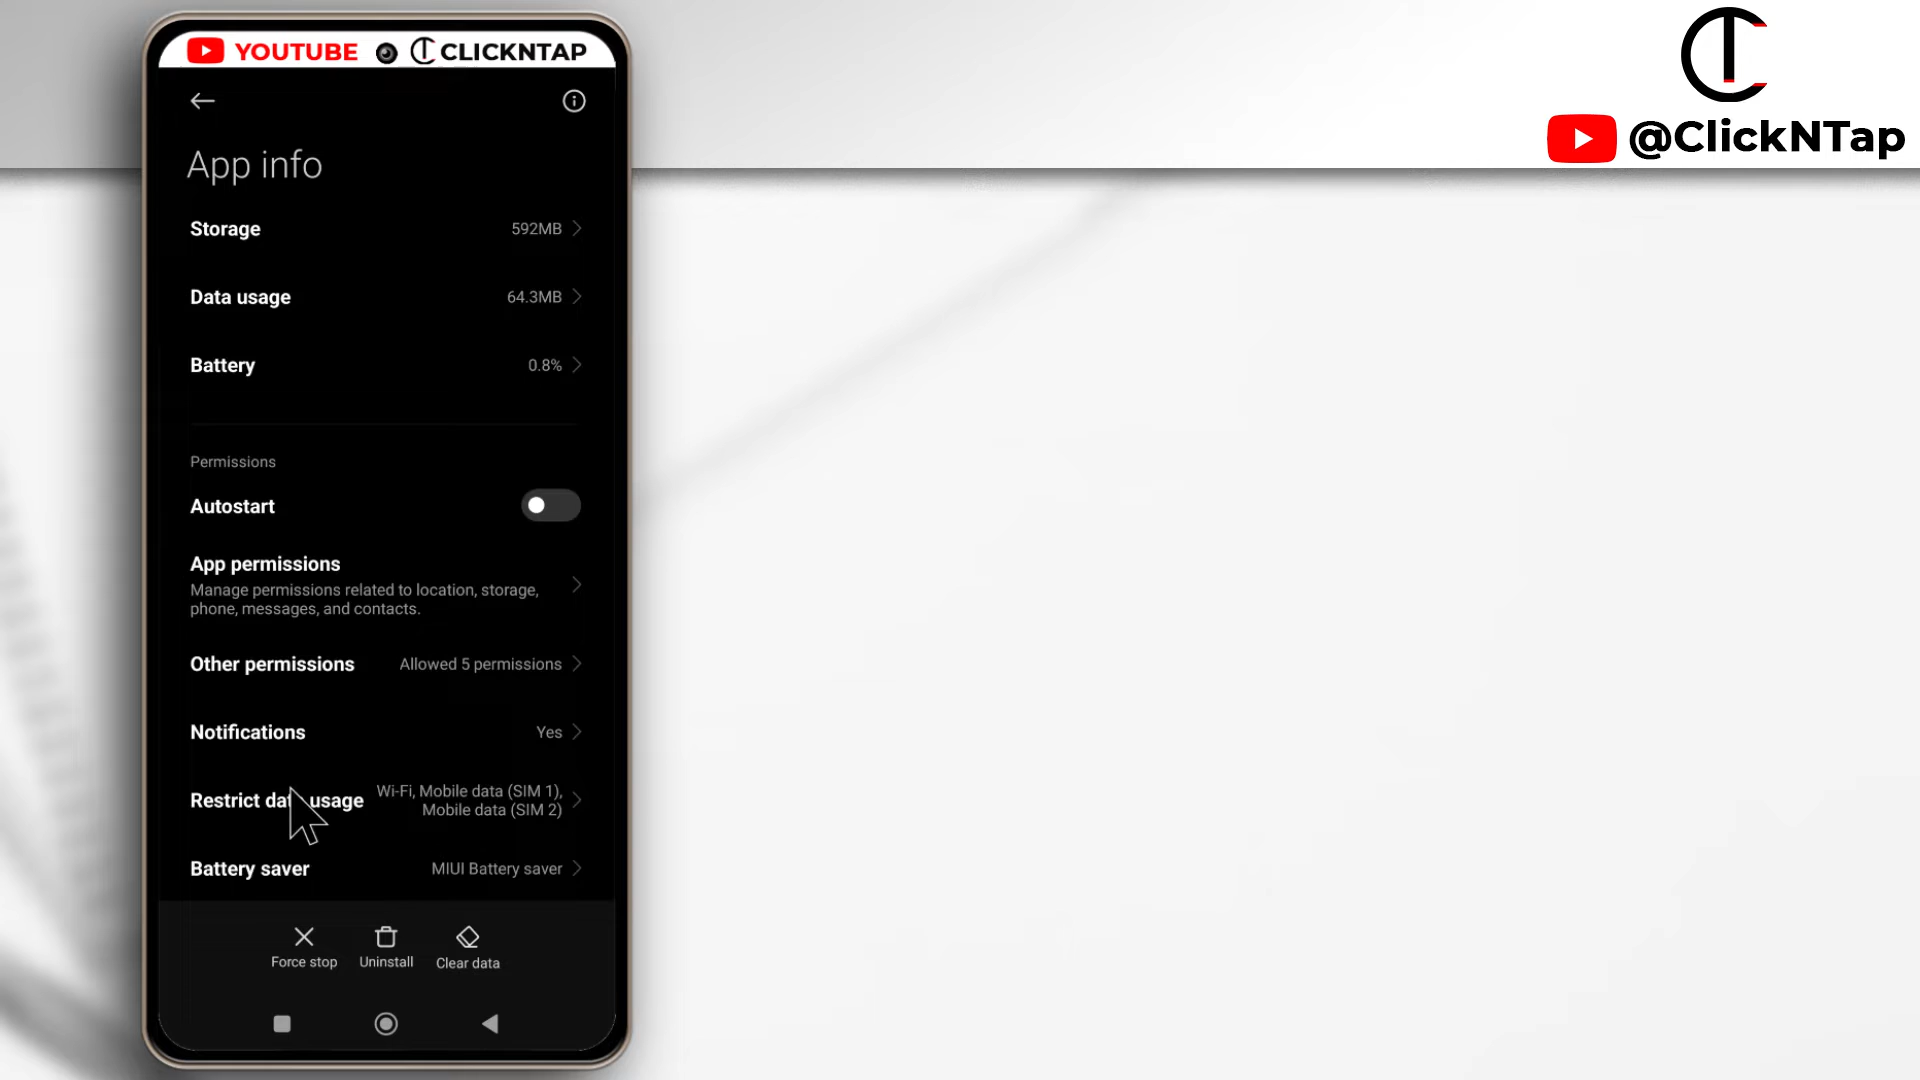 YOUTUBE CLICKNTAP
@ClickNTap
App info
Storage 592MB
Data usage 64.3MB
Battery 0.8%
Permissions
Autostart
App permissions
Manage permissions related to location, storage,
phone, messages, and contacts.
Other permissions Allowed 5 permissions
Notifications Yes
Restrict data usage Wi-Fi, Mobile data (SIM 1),
Mobile data (SIM 2)
Battery saver MIUI Battery saver
Force stop Uninstall Clear data